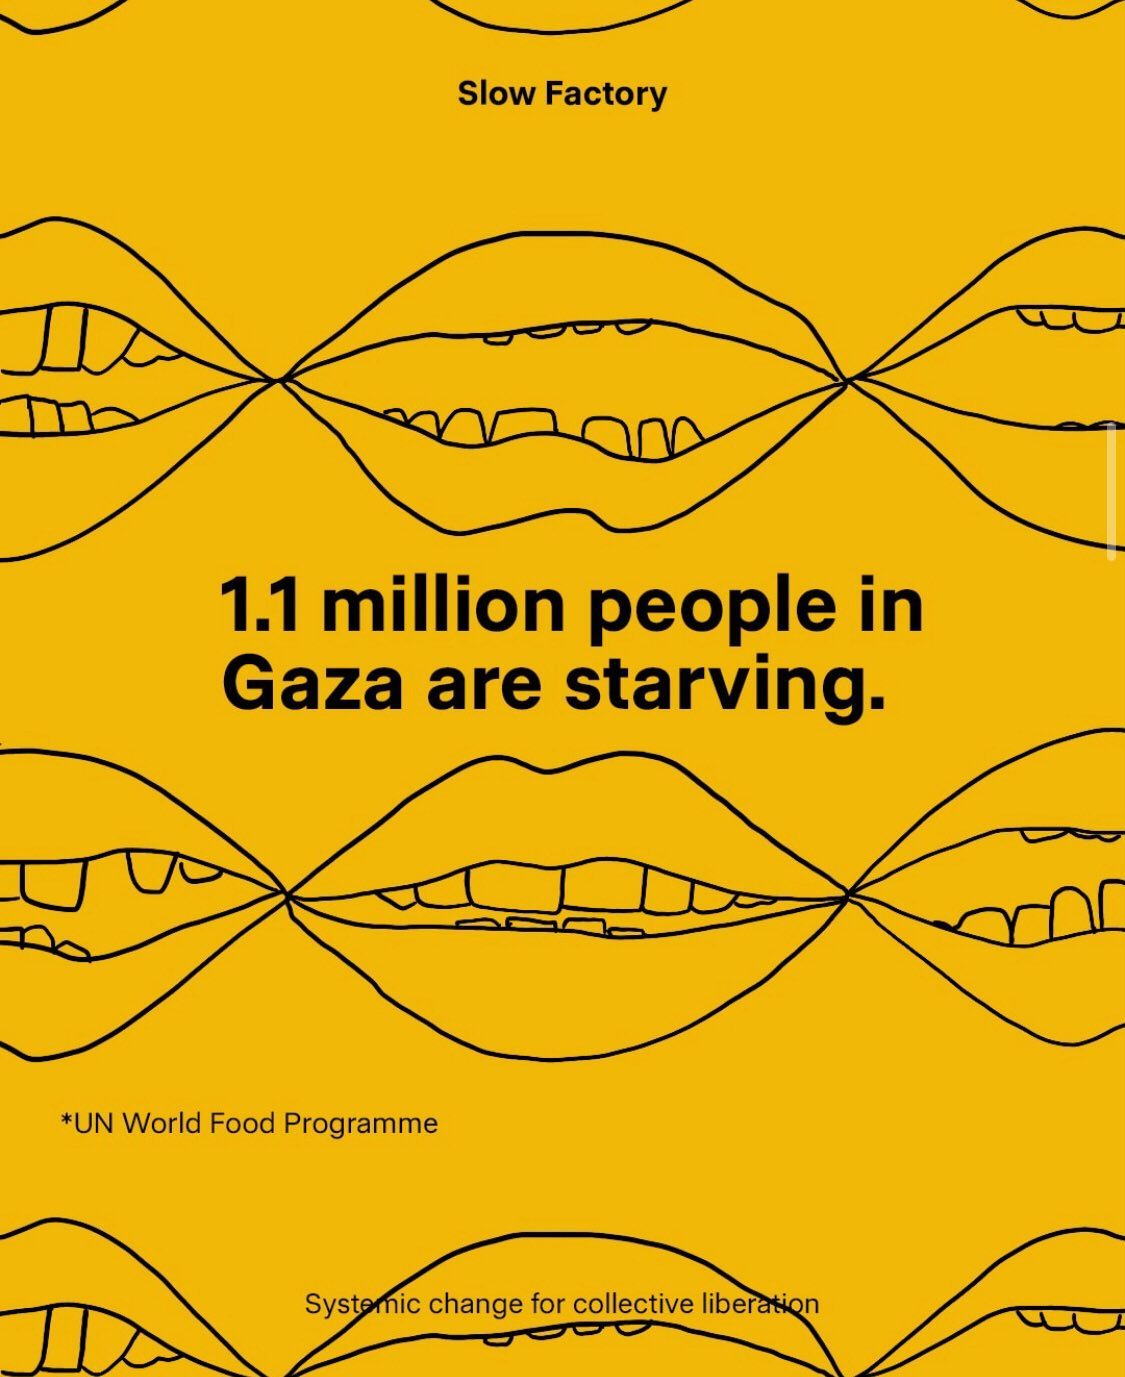 Slow Factory
1.1 million people in
Gaza are starving.
*UN World Food Programme
Systemic change for collective liberation